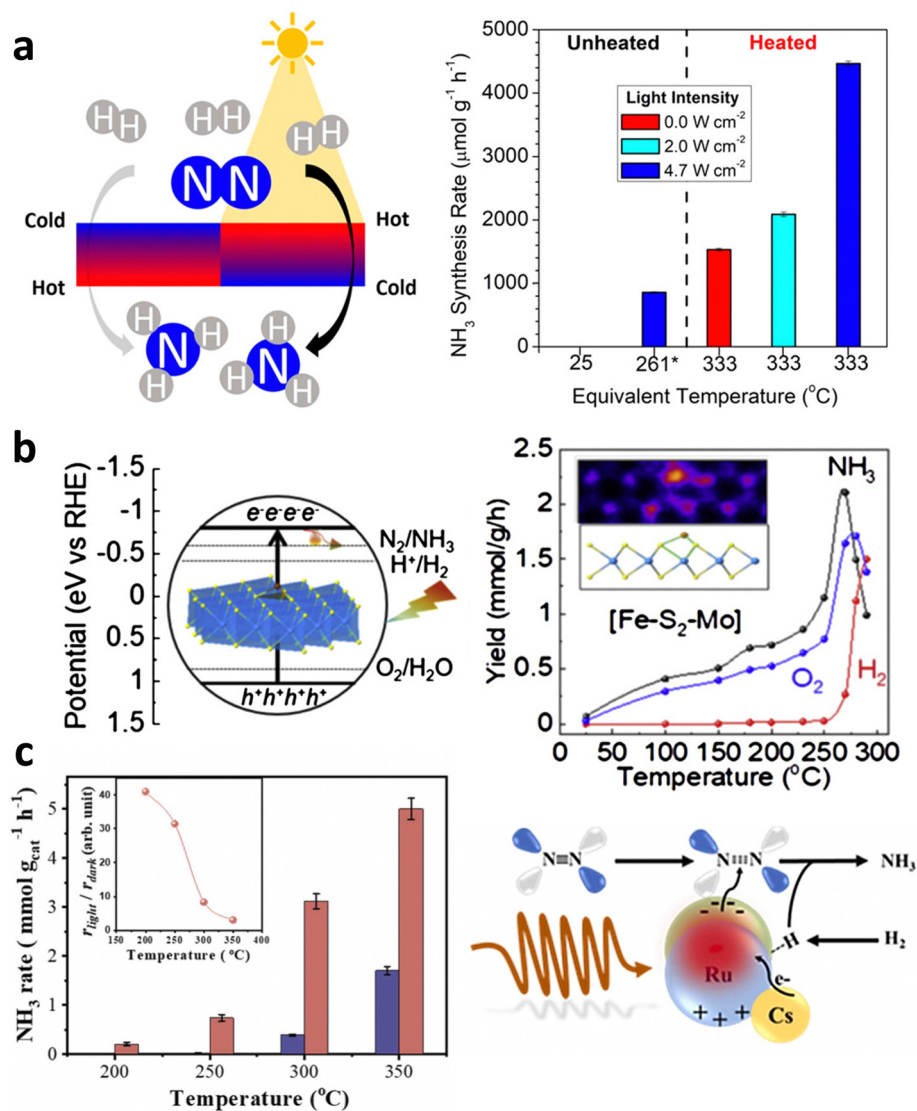 a
H H
H H
H H
N N
Cold
Hot
Hot
Cold
H
H
N
H
H
N
H
H
Unheated
Heated
Light Intensity
0.0 W cm⁻²
2.0 W cm⁻²
4.7 W cm⁻²
NH₃ Synthesis Rate (μmol g⁻¹ h⁻¹)
5000
4000
3000
2000
1000
0
25 261* 333 333 333
Equivalent Temperature (°C)
b
Potential (eV vs RHE)
-1.5
-1
-0.5
0
0.5
1
1.5
e⁻e⁻e⁻e⁻
N₂/NH₃
H⁺/H₂
O₂/H₂O
h⁺h⁺h⁺h⁺
Yield (mmol/g/h)
2.5
2
1.5
1
0.5
0
NH₃
[Fe-S₂-Mo]
O₂
H₂
0 50 100 150 200 250 300
Temperature (°C)
c
NH₃ rate ( mmol g_cat⁻¹ h⁻¹)
5
4
3
2
1
0
r_light / r_dark (arb. unit)
40
20
0
150 200 250 300 350 400
Temperature (°C)
200 250 300 350
Temperature (°C)
N≡N
N N
NH₃
H
H₂
Ru
e-
Cs
- - - -
+ + +